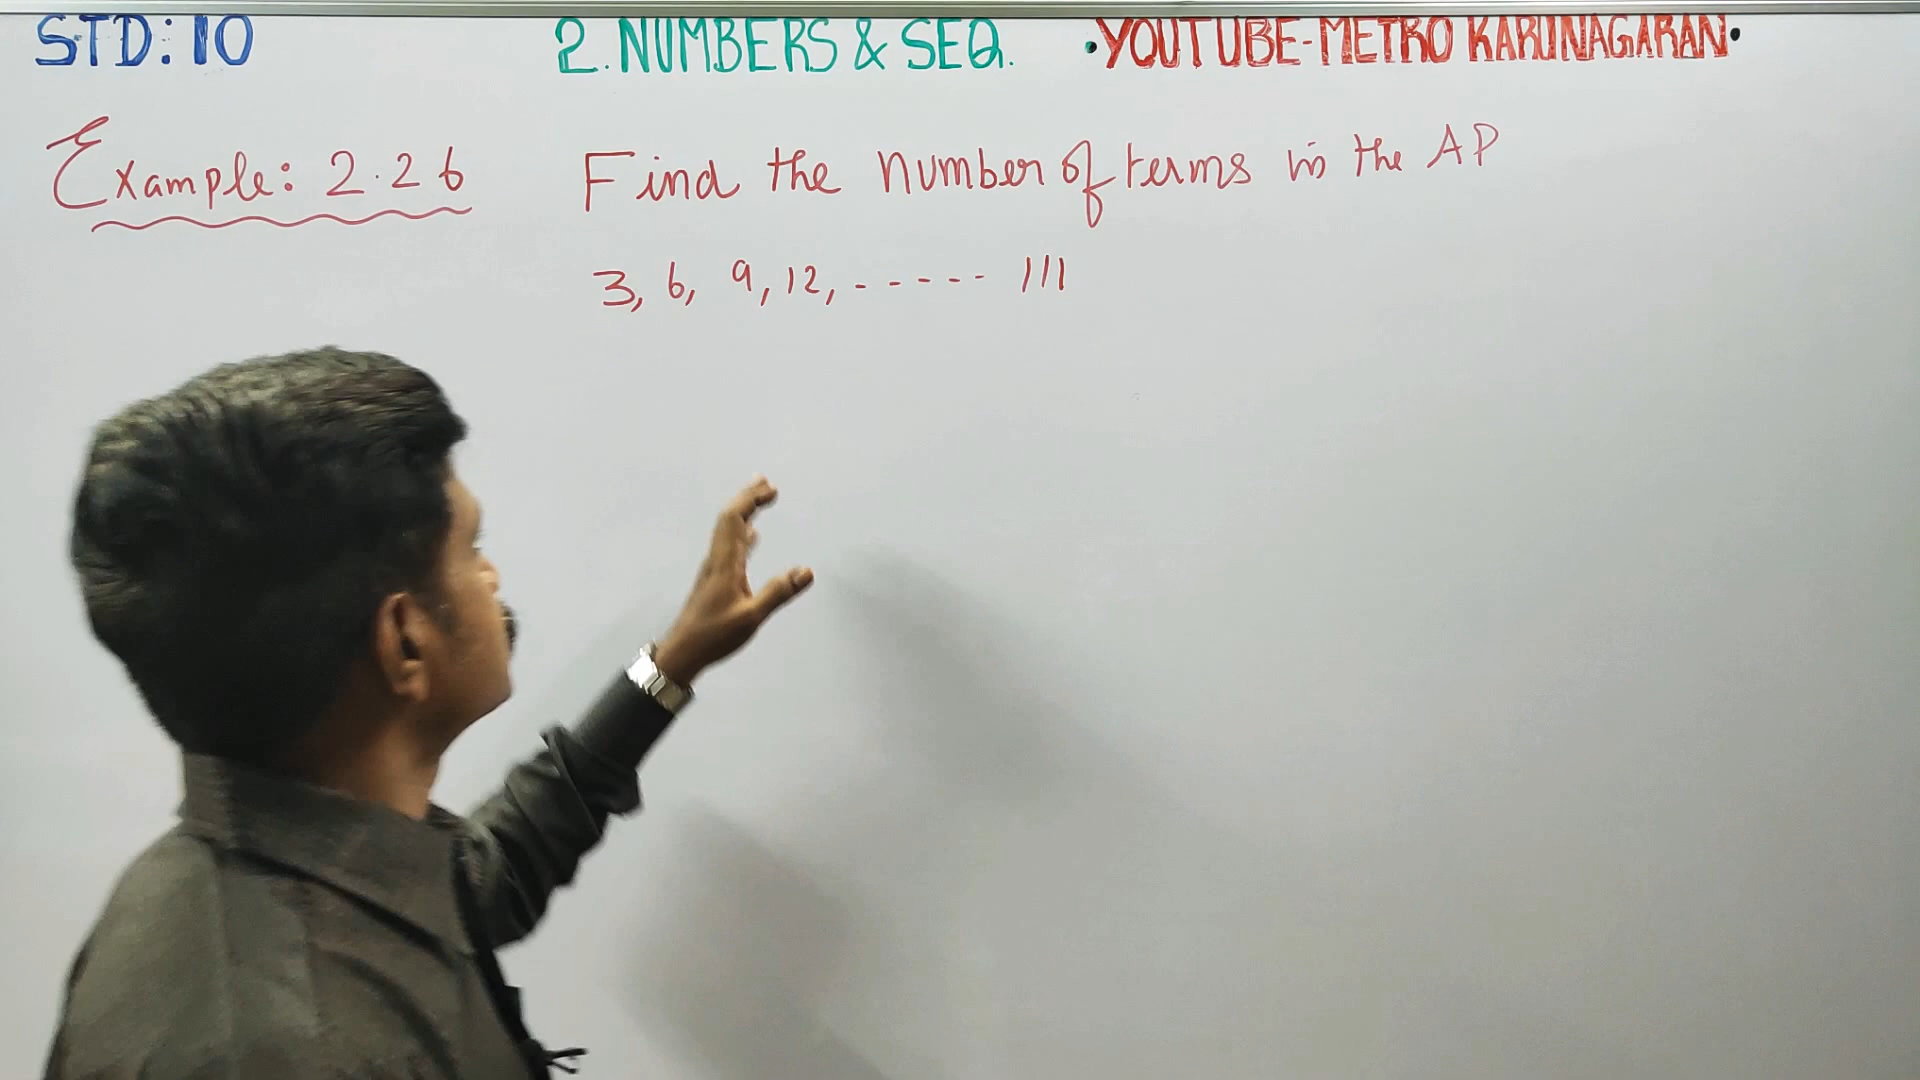 STD: 10 2. NUMBERS & SEQ. •YOUTUBE-METRO KARUNAGARAN•
Example: 2.26 Find the number of terms in the AP
3, 6, 9, 12, ------ 111